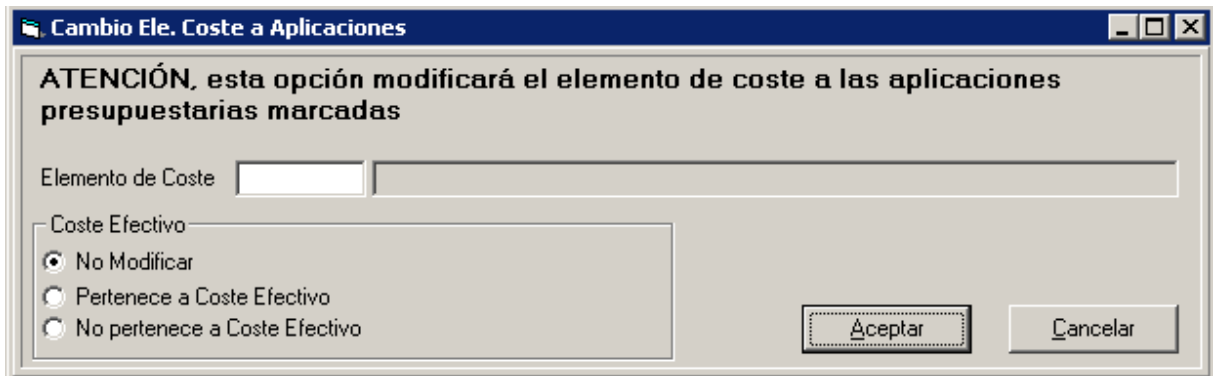 Cambio Ele. Coste a Aplicaciones
ATENCIÓN, esta opción modificará el elemento de coste a las aplicaciones
presupuestarias marcadas
Elemento de Coste
Coste Efectivo
No Modificar
Pertenece a Coste Efectivo
No pertenece a Coste Efectivo
Aceptar
Cancelar